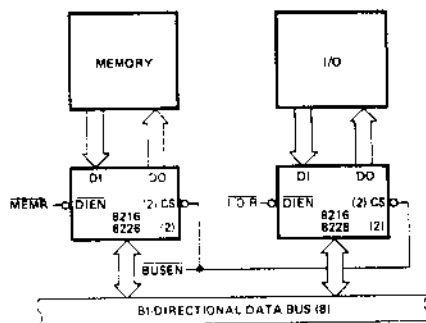 MEMORY
I/O
DI
DO
DI
DO
MEMR
DIEN
(2) CS
8216
8226
(2)
I O R
DIEN
(2) CS
8216
8228
(2)
BUSEN
BI-DIRECTIONAL DATA BUS (8)